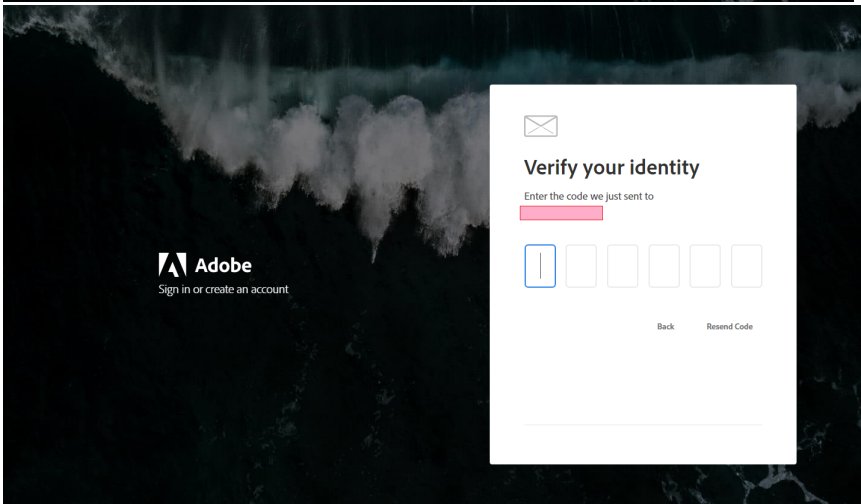 Adobe
Sign in or create an account
Verify your identity
Enter the code we just sent to
Back
Resend Code